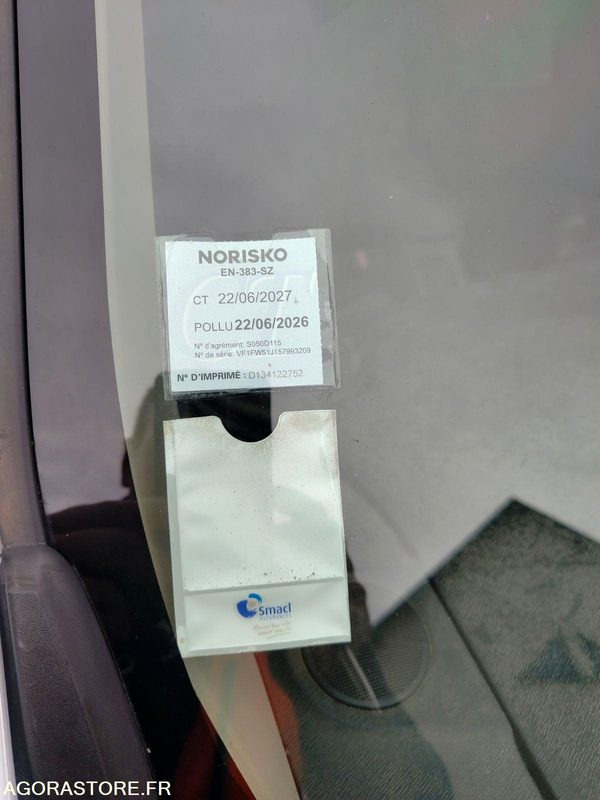 NORISKO
EN-383-SZ
CT 22/06/2027
POLLU 22/06/2026
N° d'agrément: S050D115
N° de série: VF1FW51J157993209
N° D'IMPRIMÉ : D134122752
Smacl
ASSURANCES
AGORASTORE.FR